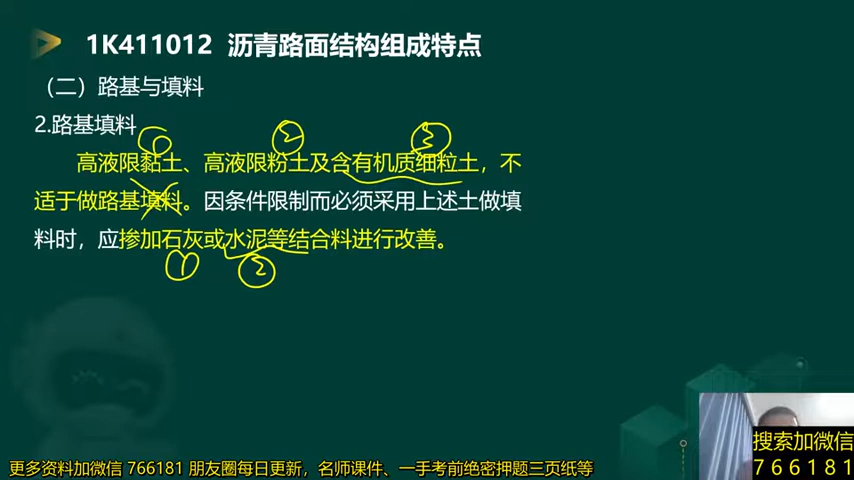 1K411012 沥青路面结构组成特点
（二）路基与填料
2.路基填料
① ② ③
高液限黏土、高液限粉土及含有机质细粒土，不
适于做路基填料。因条件限制而必须采用上述土做填
料时，应掺加石灰或水泥等结合料进行改善。
① ②
搜索加微信
766181
更多资料加微信 766181 朋友圈每日更新，名师课件、一手考前绝密押题三页纸等